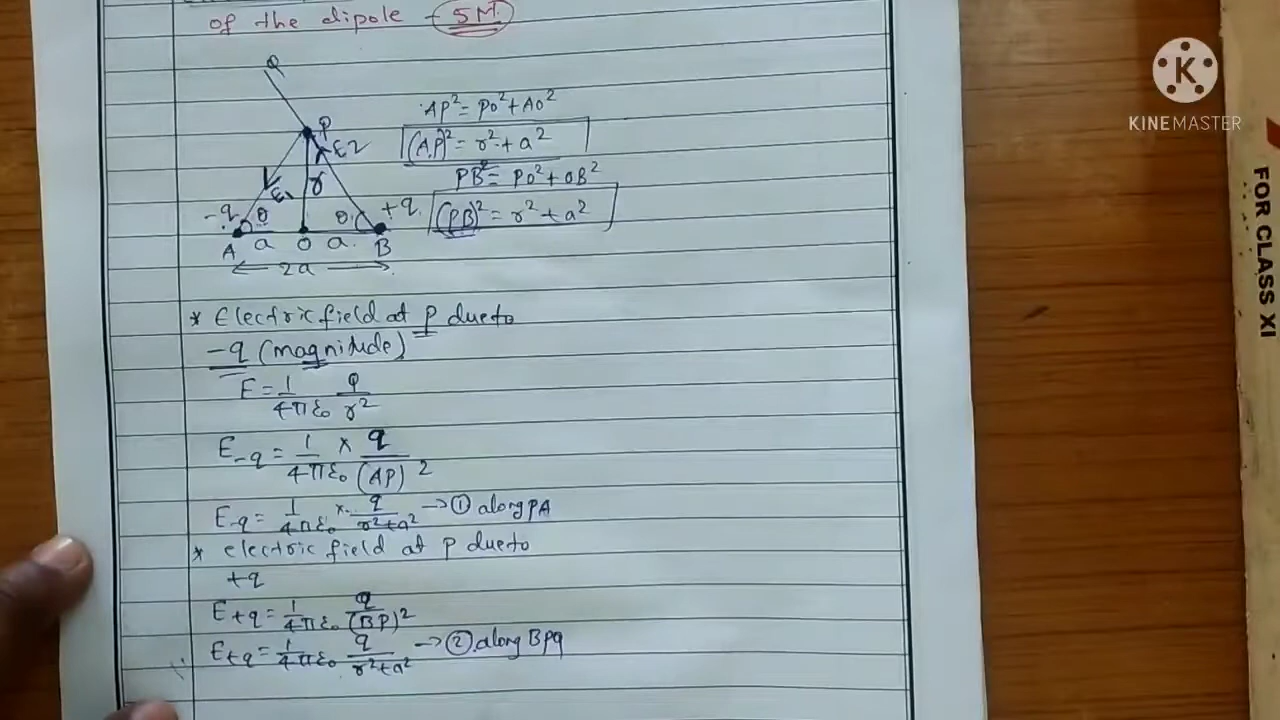 of the dipole - 5M.
Q
P
E2
E1
r
-q
θ
θ
+q
A
a
O
a
B
2a
AP² = PO² + AO²
(AP)² = r² + a²
PB² = PO² + OB²
(PB)² = r² + a²
* Electric field at p due to
-q (magnitude)
E = 1/4πε₀ Q/r²
E-q = 1/4πε₀ × q/(AP)²
E-q = 1/4πε₀ × q/r²+a² → ① along PA
* electric field at p due to
+q
E+q = 1/4πε₀ q/(BP)²
E+q = 1/4πε₀ q/r²+a² → ② along BPQ
K
KINEMASTER
FOR CLASS XI